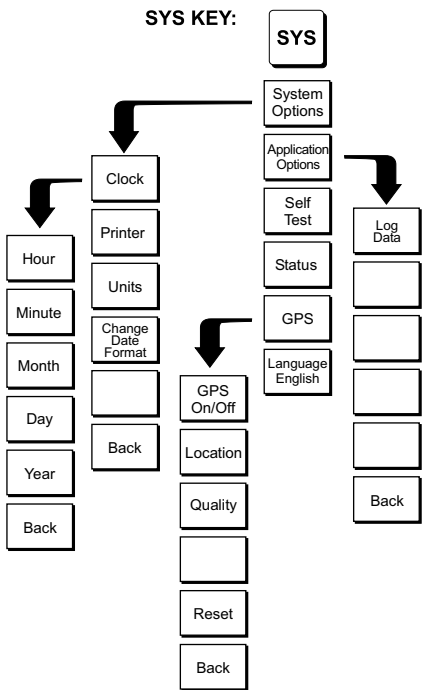 SYS KEY:
SYS
System
Options
Application
Options
Self
Test
Status
GPS
Language
English
Clock
Printer
Units
Change
Date
Format
Back
Hour
Minute
Month
Day
Year
Back
GPS
On/Off
Location
Quality
Reset
Back
Log
Data
Back